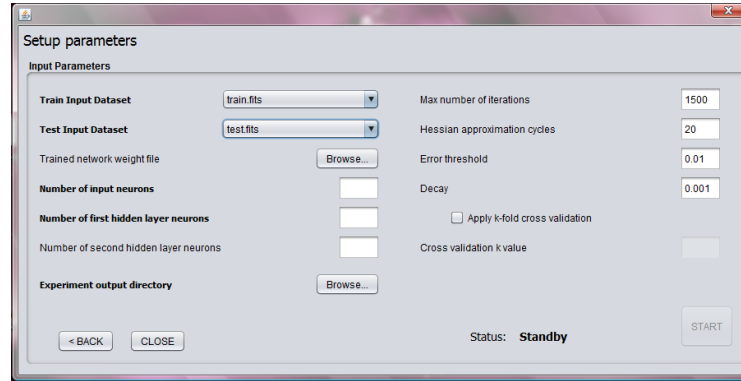 Setup parameters
Input Parameters
Train Input Dataset train.fits Max number of iterations 1500
Test Input Dataset test.fits Hessian approximation cycles 20
Trained network weight file Browse... Error threshold 0.01
Number of input neurons Decay 0.001
Number of first hidden layer neurons Apply k-fold cross validation
Number of second hidden layer neurons Cross validation k value
Experiment output directory Browse...
< BACK CLOSE Status: Standby START